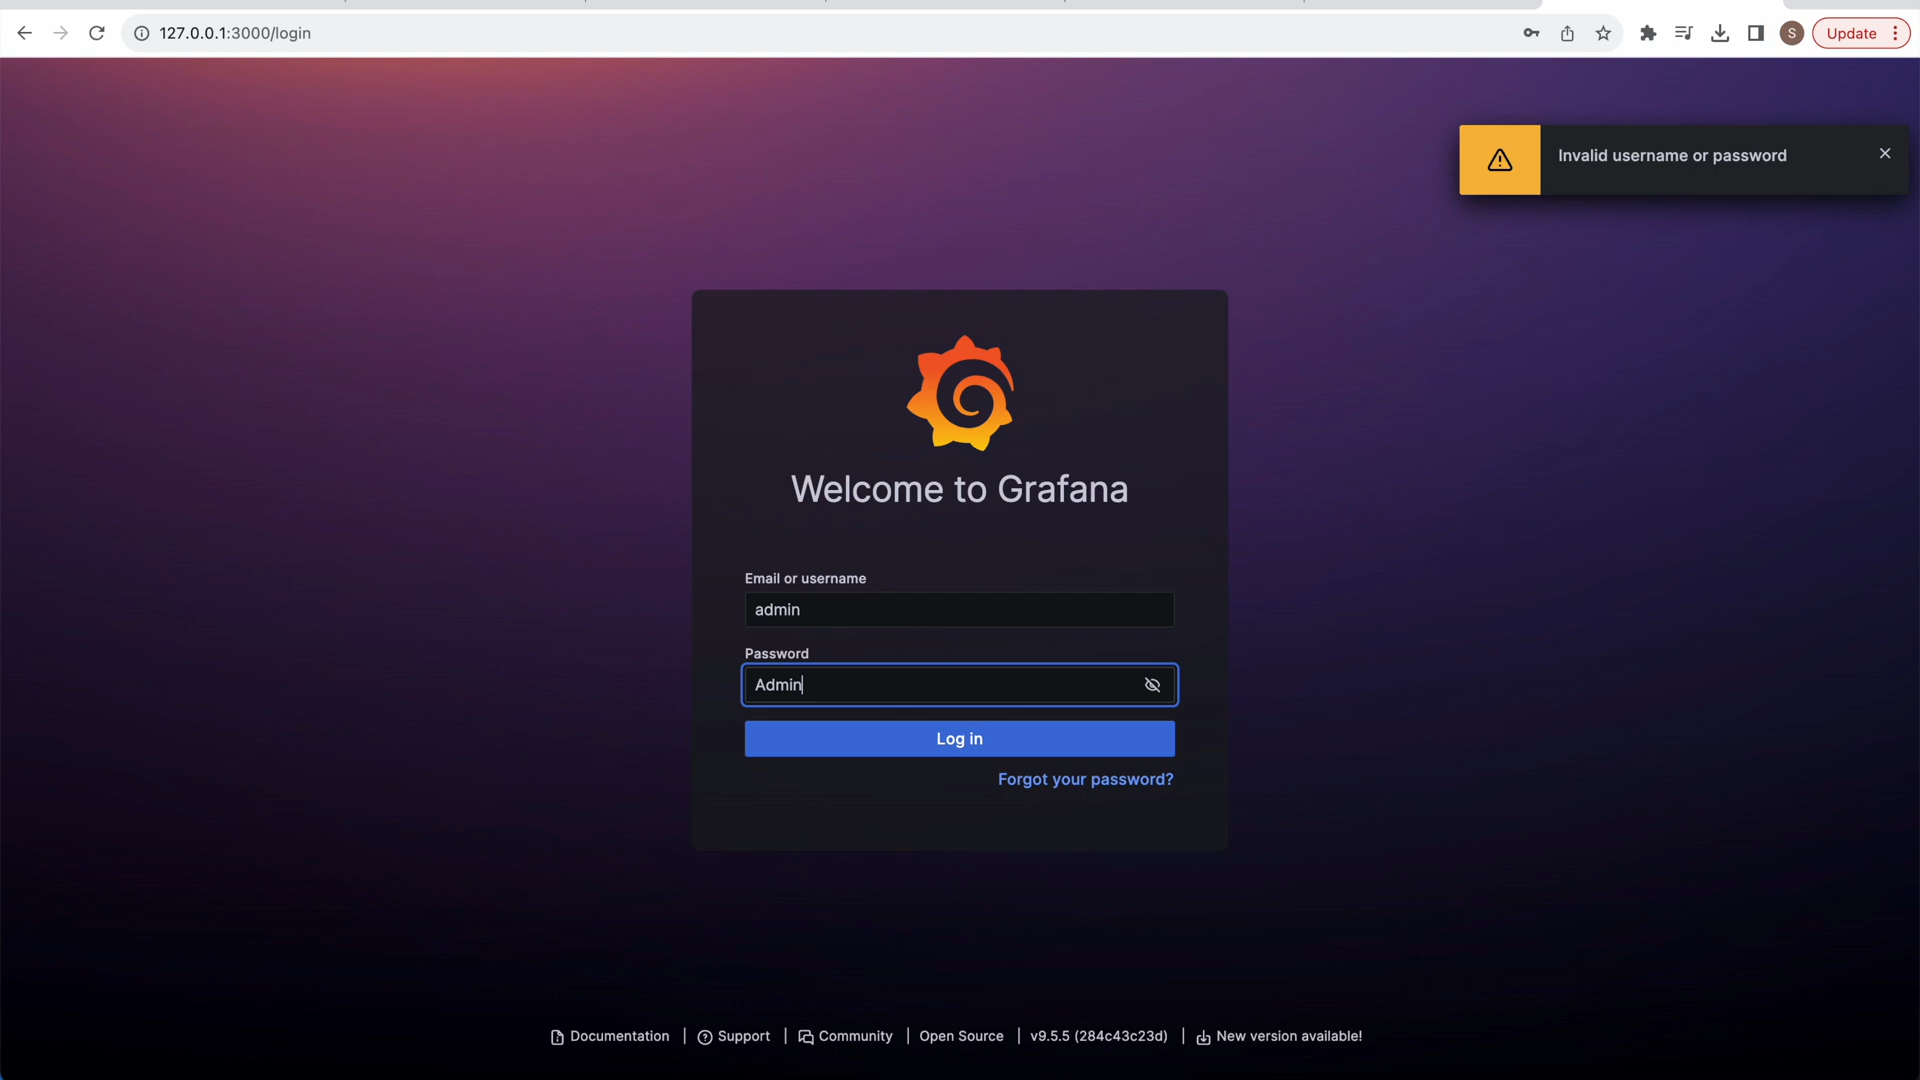 127.0.0.1:3000/login
S
Update
Invalid username or password
Welcome to Grafana
Email or username
admin
Password
Admin
Log in
Forgot your password?
Documentation | Support | Community | Open Source | v9.5.5 (284c43c23d) | New version available!